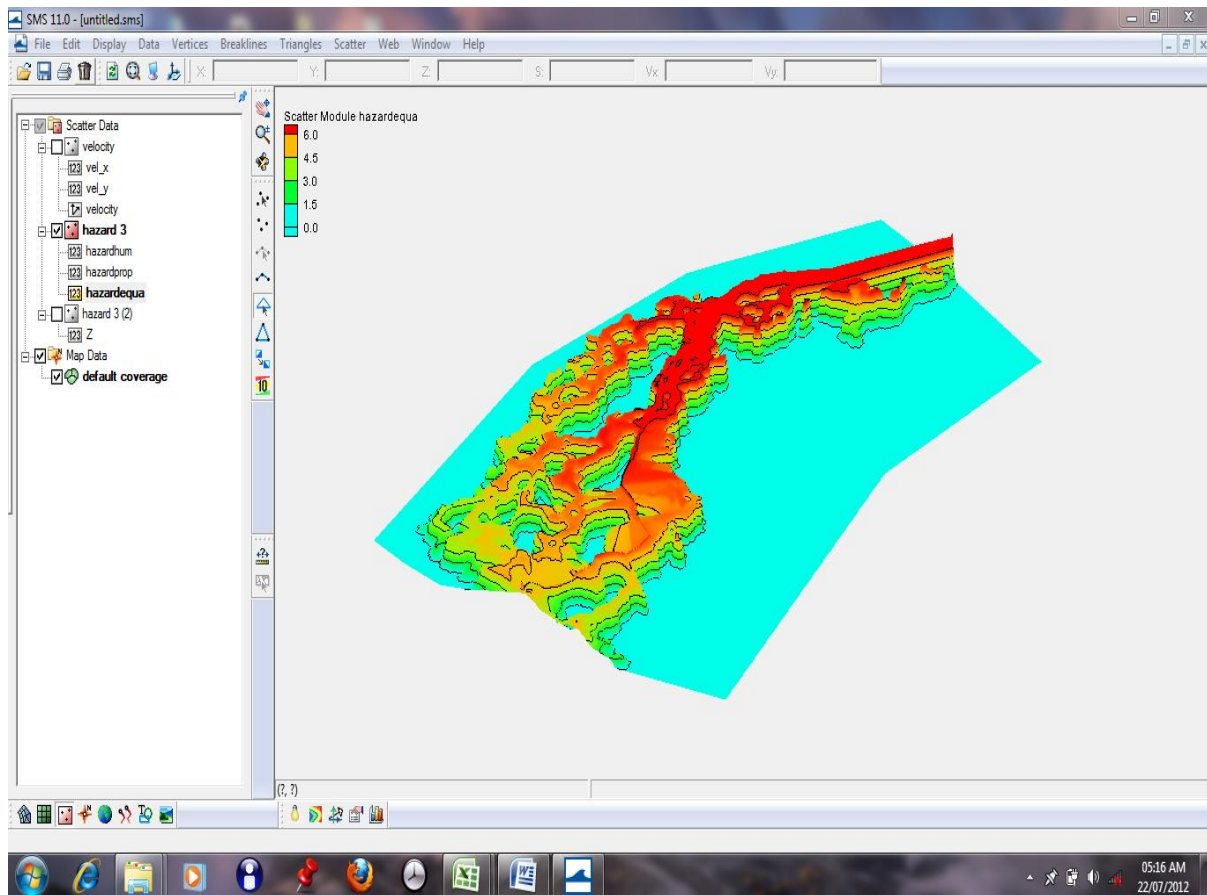 SMS 11.0 - [untitled.sms]
File Edit Display Data Vertices Breaklines Triangles Scatter Web Window Help
X: Y: Z: S: Vx: Vy:
Scatter Data
velocity
vel_x
vel_y
velocity
hazard 3
hazardhum
hazardprop
hazardequa
hazard 3 (2)
Z
Map Data
default coverage
Scatter Module hazardequa
6.0
4.5
3.0
1.5
0.0
(?, ?)
05:16 AM
22/07/2012